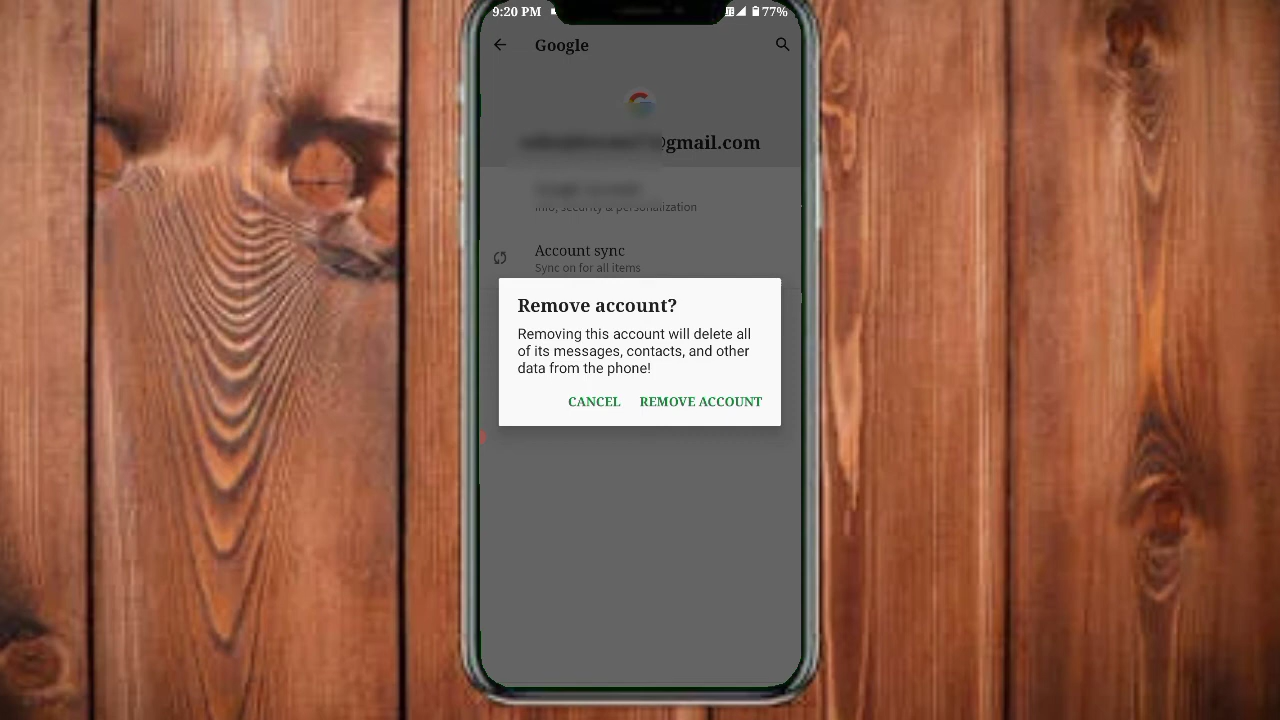 9:20 PM 77%
Google
@gmail.com
Info, security & personalization
Account sync
Sync on for all items
Remove account?
Removing this account will delete all
of its messages, contacts, and other
data from the phone!
CANCEL REMOVE ACCOUNT